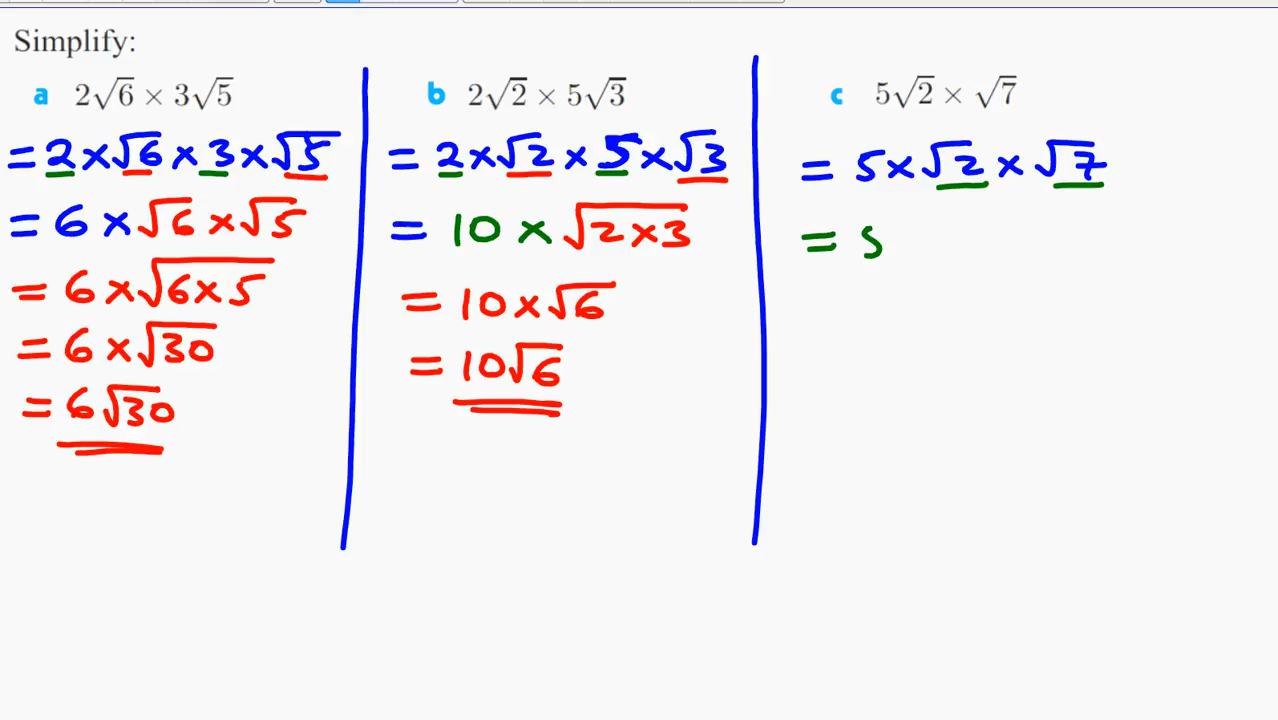 Simplify:
a 2√6 × 3√5
= 2 × √6 × 3 × √5
= 6 × √6 × √5
= 6 × √(6 × 5)
= 6 × √30
= 6√30
b 2√2 × 5√3
= 2 × √2 × 5 × √3
= 10 × √(2 × 3)
= 10 × √6
= 10√6
c 5√2 × √7
= 5 × √2 × √7
= 5